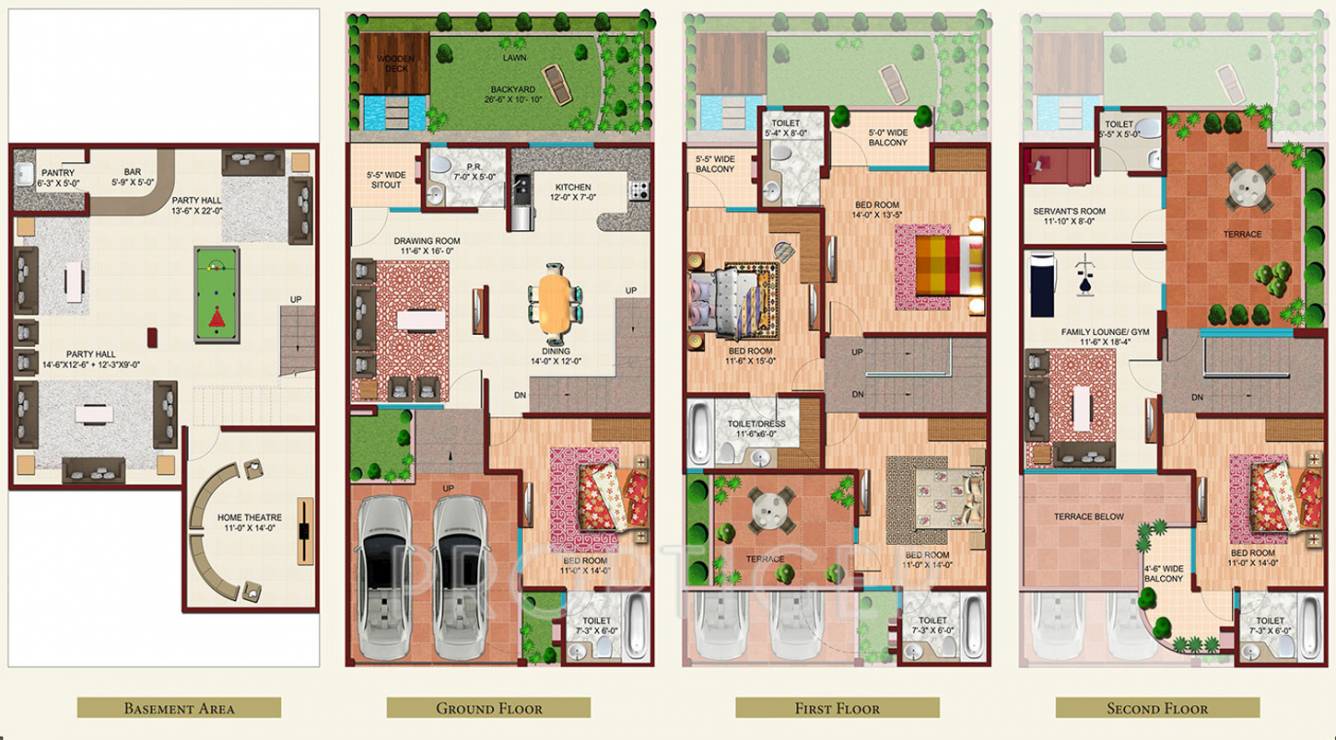 PANTRY
6'-3" X 5'-0"
BAR
5'-9" X 5'-0"
PARTY HALL
13'-6" X 22'-0"
UP
PARTY HALL
14'-6"X12'-6" + 12'-3"X9'-0"
HOME THEATRE
11'-0" X 14'-0"
BASEMENT AREA
WOODEN
DECK
LAWN
BACKYARD
26'-6" X 10'- 10"
5'-5" WIDE
SITOUT
P.R.
7'-0" X 5'-0"
KITCHEN
12'-0" X 7'-0"
DRAWING ROOM
11'-6" X 16'- 0"
UP
DINING
14'-0" X 12'-0"
DN
UP
BED ROOM
11'-0" X 14'-0"
TOILET
7'-3" X 6'-0"
GROUND FLOOR
TOILET
5'-4" X 8'-0"
5'-0" WIDE
BALCONY
5'-5" WIDE
BALCONY
BED ROOM
14'-0" X 13'-5"
BED ROOM
11'-6" X 15'-0"
UP
DN
TOILET/DRESS
11'-6"x6'-0"
TERRACE
BED ROOM
11'-0" X 14'-0"
TOILET
7'-3" X 6'-0"
FIRST FLOOR
TOILET
5'-5" X 5'-0"
SERVANT'S ROOM
11'-10" X 8'-0"
TERRACE
FAMILY LOUNGE/ GYM
11'-6" X 18'-4"
DN
TERRACE BELOW
4'-6" WIDE
BALCONY
BED ROOM
11'-0" X 14'-0"
TOILET
7'-3" X 6'-0"
SECOND FLOOR
PROPTIGER